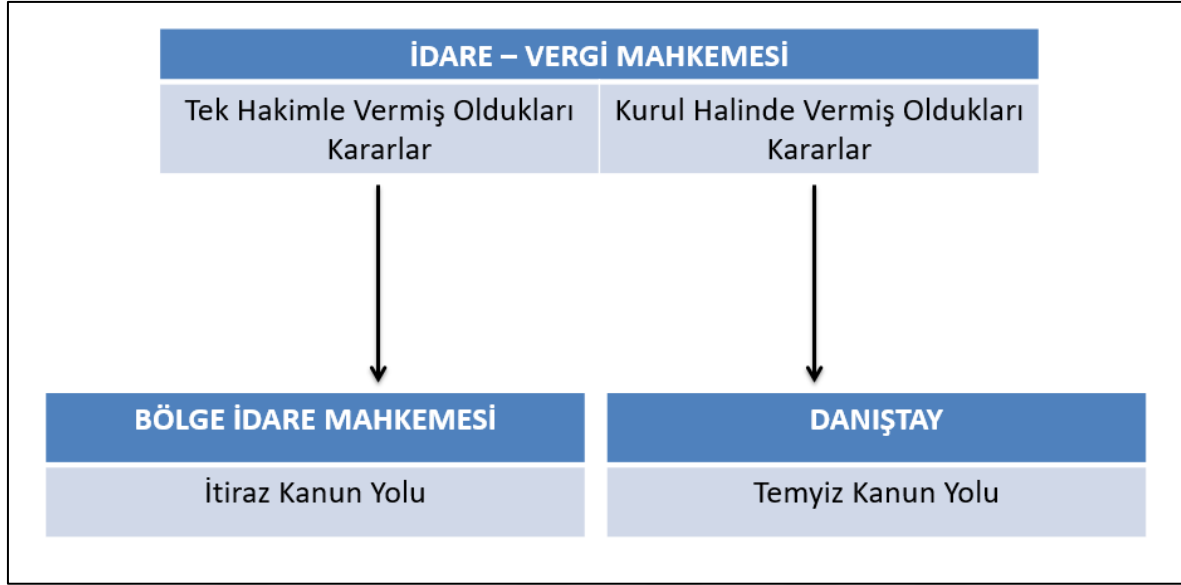 İDARE – VERGİ MAHKEMESİ
Tek Hakimle Vermiş Oldukları
Kararlar
Kurul Halinde Vermiş Oldukları
Kararlar
BÖLGE İDARE MAHKEMESİ
İtiraz Kanun Yolu
DANIŞTAY
Temyiz Kanun Yolu